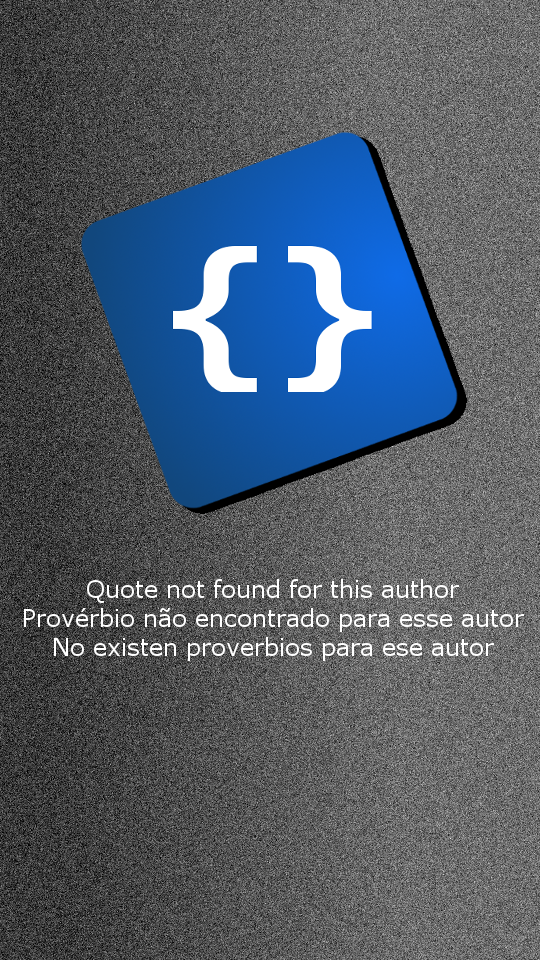 {}
Quote not found for this author
Provérbio não encontrado para esse autor
No existen proverbios para ese autor